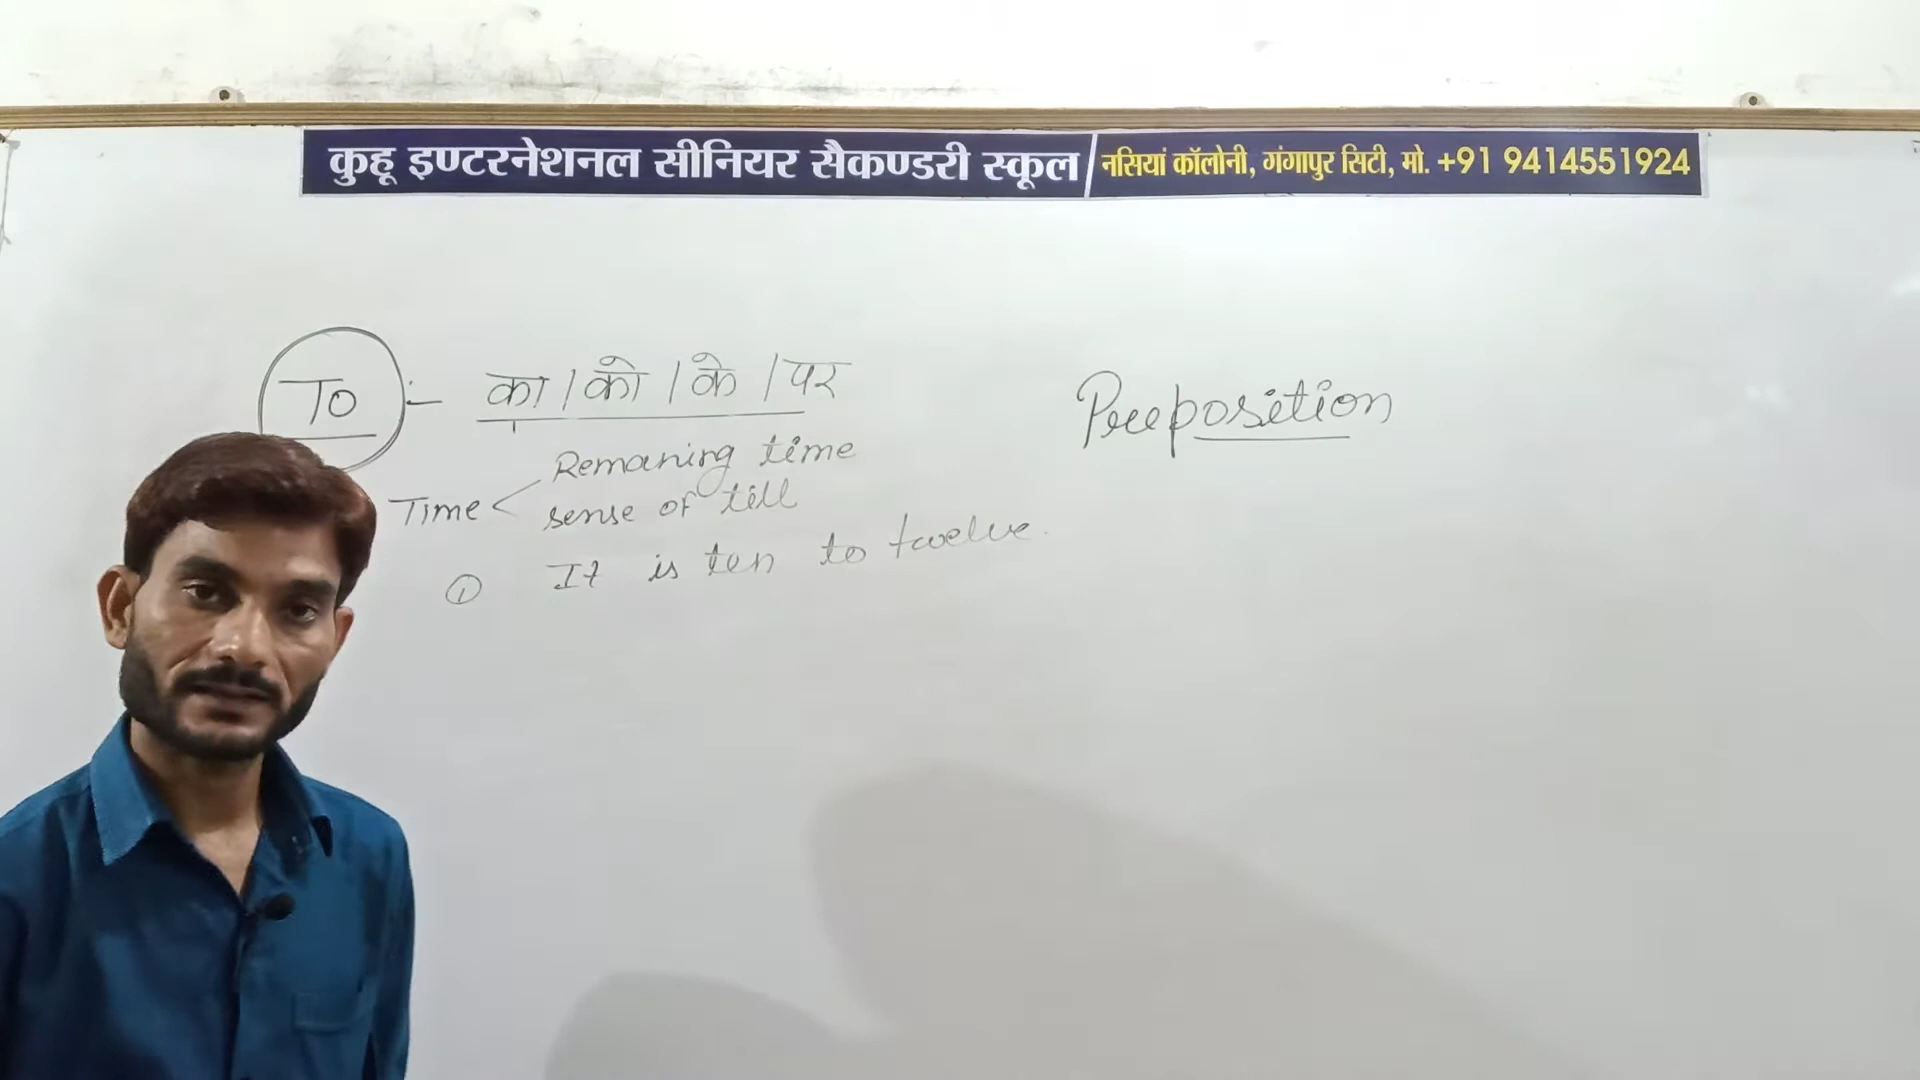 कुहू इण्टरनेशनल सीनियर सैकण्डरी स्कूल / नसियां कॉलोनी, गंगापुर सिटी, मो. +91 9414551924
To :- का / को / के / पर
Preposition
Remaning time
Time < sense of till
① It is ten to twelve.